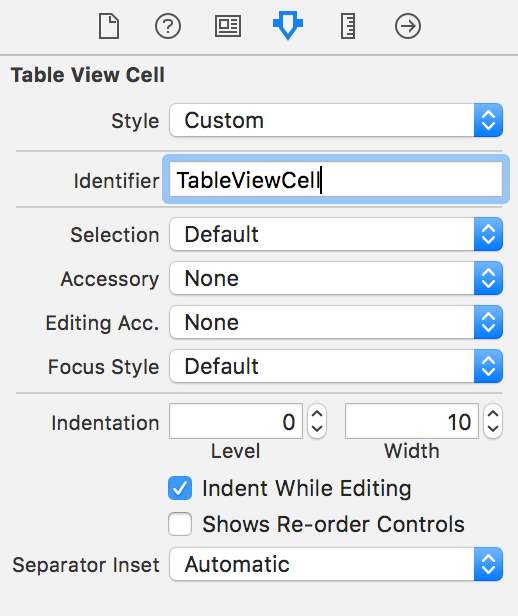 Table View Cell
Style Custom
Identifier TableViewCell
Selection Default
Accessory None
Editing Acc. None
Focus Style Default
Indentation 0 10
Level Width
Indent While Editing
Shows Re-order Controls
Separator Inset Automatic